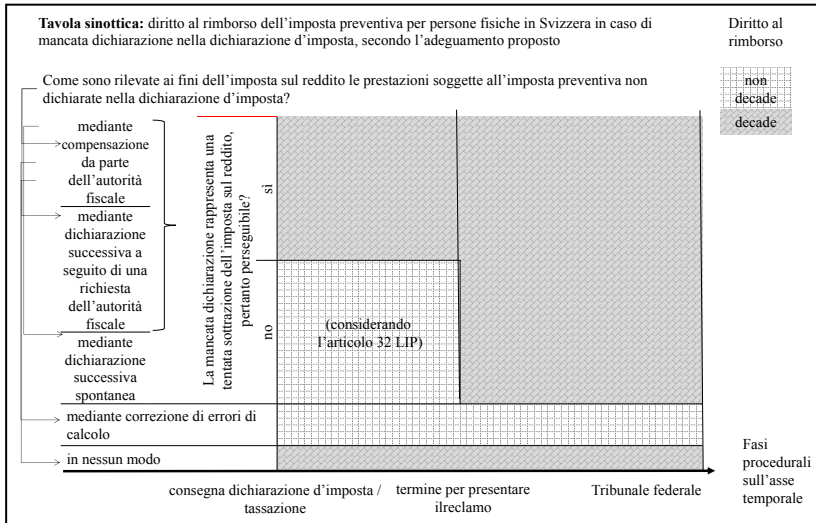 Tavola sinottica: diritto al rimborso dell'imposta preventiva per persone fisiche in Svizzera in caso di
mancata dichiarazione nella dichiarazione d'imposta, secondo l'adeguamento proposto
Diritto al
rimborso
Come sono rilevate ai fini dell'imposta sul reddito le prestazioni soggette all'imposta preventiva non
dichiarate nella dichiarazione d'imposta?
non
decade
decade
mediante
compensazione
da parte
dell'autorità
fiscale
mediante
dichiarazione
successiva a
seguito di una
richiesta
dell'autorità
fiscale
mediante
dichiarazione
successiva
spontanea
La mancata dichiarazione rappresenta una
tentata sottrazione dell'imposta sul reddito,
pertanto perseguibile?
sì
no
(considerando
l'articolo 32 LIP)
mediante correzione di errori di
calcolo
in nessun modo
consegna dichiarazione d'imposta /
tassazione
termine per presentare
ilreclamo
Tribunale federale
Fasi
procedurali
sull'asse
temporale